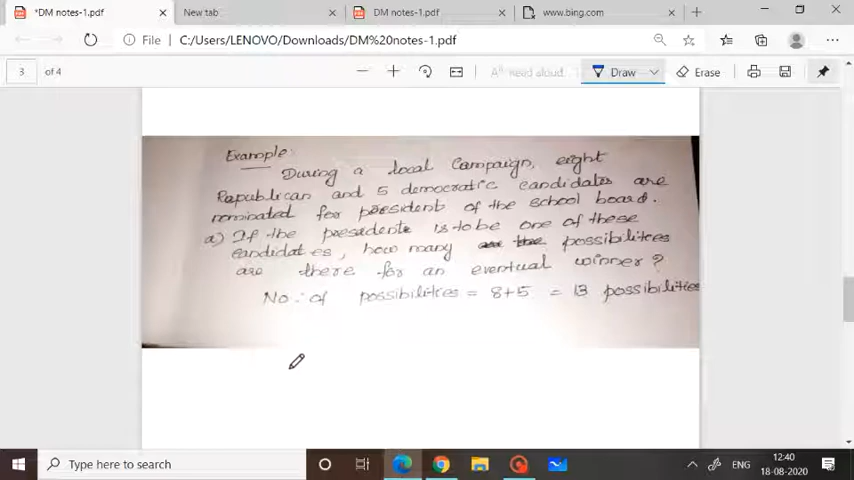 *DM notes-1.pdf
New tab
DM notes-1.pdf
www.bing.com
File C:/Users/LENOVO/Downloads/DM%20notes-1.pdf
3 of 4
A) Read aloud
Draw
Erase
Example:
During a local Campaign, eight
Republican and 5 democratic candidates are
nominated for president of the school board.
a) If the president is to be one of these
candidates, how many possibilities
are there for an eventual winner?
No. of possibilities = 8+5 = 13 possibilities
Type here to search
ENG
12:40
18-08-2020